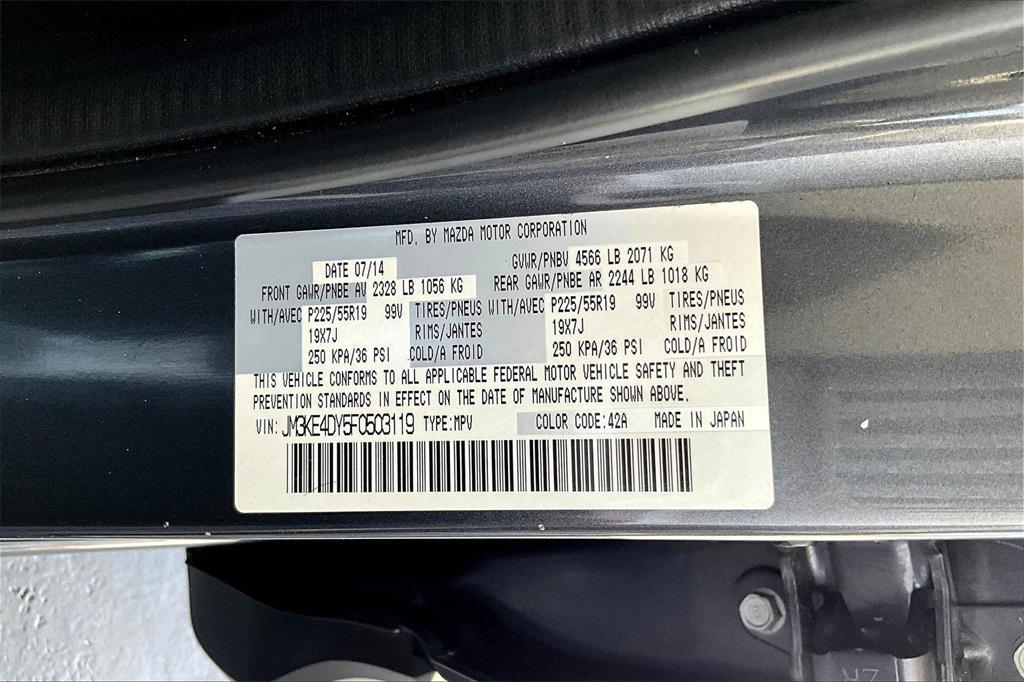 MFD. BY MAZDA MOTOR CORPORATION
DATE 07/14 GVWR/PNBV 4566 LB 2071 KG
FRONT GAWR/PNBE AV 2328 LB 1056 KG REAR GAWR/PNBE AR 2244 LB 1018 KG
WITH/AVEC P225/55R19 99V TIRES/PNEUS WITH/AVEC P225/55R19 99V TIRES/PNEUS
19X7J RIMS/JANTES 19X7J RIMS/JANTES
250 KPA/36 PSI COLD/A FROID 250 KPA/36 PSI COLD/A FROID
THIS VEHICLE CONFORMS TO ALL APPLICABLE FEDERAL MOTOR VEHICLE SAFETY AND THEFT
PREVENTION STANDARDS IN EFFECT ON THE DATE OF MANUFACTURE SHOWN ABOVE.
VIN: JM3KE4DY5F0503119 TYPE:MPV COLOR CODE:42A MADE IN JAPAN